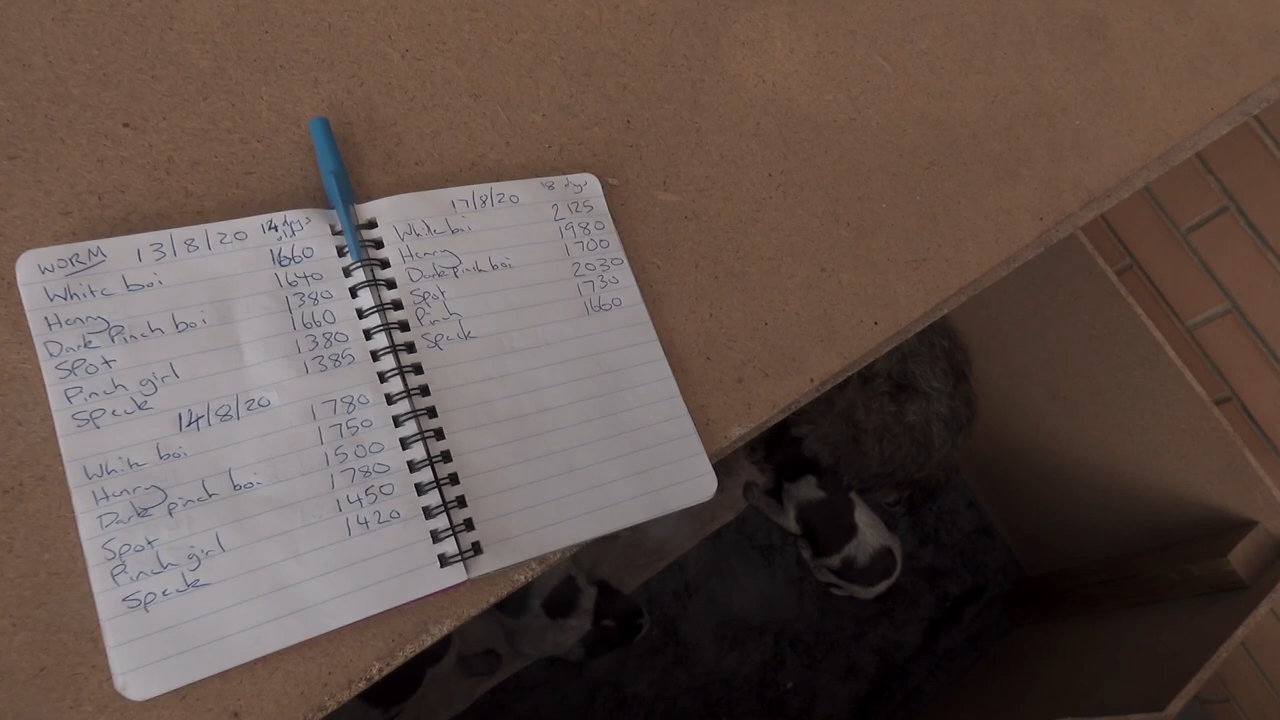 WORM 13/8/20 14 dys
White boi 1660
Henry 1640
Dark Pinch boi 1380
Spot 1660
Pinch girl 1380
Speck 1385
14/8/20
White boi 1780
Henry 1750
Dark pinch boi 1500
Spot 1780
Pinch girl 1450
Speck 1420
17/8/20 18 dys
White boi 2125
Henry 1980
Dark pinch boi 1700
Spot 2030
Pinch 1730
Speck 1660